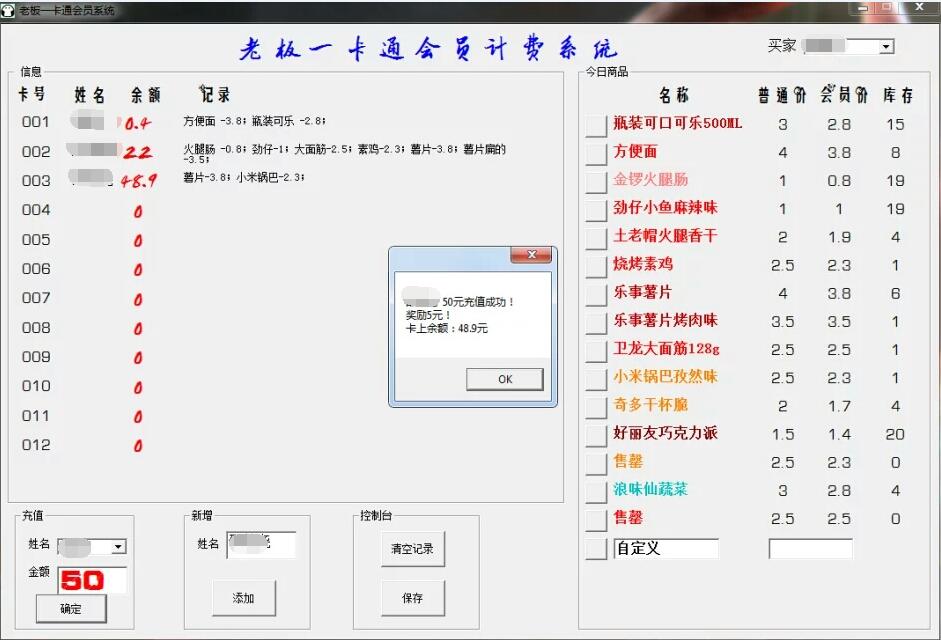 老板一卡通会员系统
老板一卡通会员计费系统
买家
信息
卡号 姓名 余额 记录
001 0.4 方便面 -3.8; 瓶装可乐 -2.8;
002 22 火腿肠 -0.8; 劲仔-1; 大面筋-2.5; 素鸡-2.3; 薯片-3.8; 薯片扁的
-3.5;
003 48.9 薯片-3.8; 小米锅巴-2.3;
004 0
005 0
006 0
007 0
008 0
009 0
010 0
011 0
012 0
50元充值成功！
奖励5元！
卡上余额：48.9元
OK
今日商品
名称 普通价 会员价 库存
瓶装可口可乐500ML 3 2.8 15
方便面 4 3.8 8
金锣火腿肠 1 0.8 19
劲仔小鱼麻辣味 1 1 19
土老帽火腿香干 2 1.9 4
烧烤素鸡 2.5 2.3 1
乐事薯片 4 3.8 6
乐事薯片烤肉味 3.5 3.5 1
卫龙大面筋128g 2.5 2.5 1
小米锅巴孜然味 2.5 2.3 1
奇多干杯脆 2 1.7 4
好丽友巧克力派 1.5 1.4 20
售罄 2.5 2.3 0
浪味仙蔬菜 3 2.8 4
售罄 2.5 2.5 0
自定义
充值
姓名
金额 50
确定
新增
姓名
添加
控制台
清空记录
保存